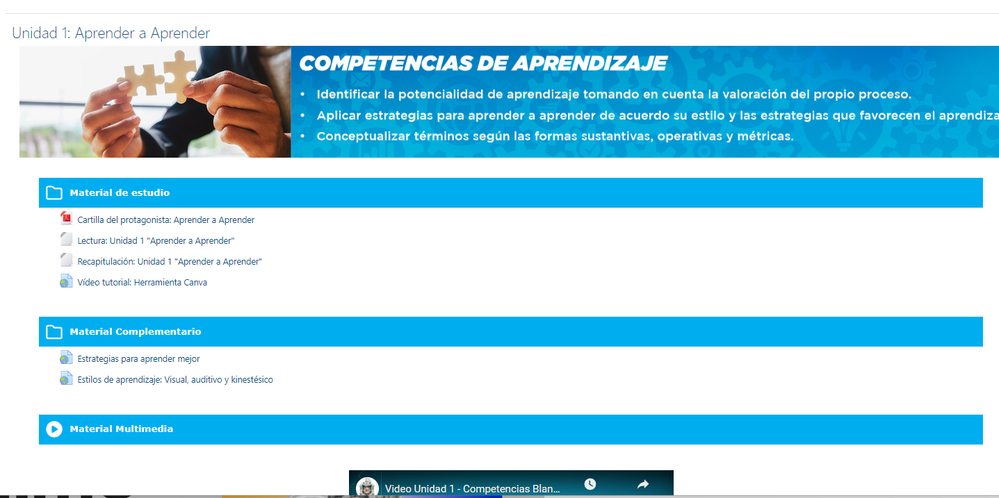 Unidad 1: Aprender a Aprender
COMPETENCIAS DE APRENDIZAJE
• Identificar la potencialidad de aprendizaje tomando en cuenta la valoración del propio proceso.
• Aplicar estrategias para aprender a aprender de acuerdo su estilo y las estrategias que favorecen el aprendiza
• Conceptualizar términos según las formas sustantivas, operativas y métricas.
Material de estudio
Cartilla del protagonista: Aprender a Aprender
Lectura: Unidad 1 "Aprender a Aprender"
Recapitulación: Unidad 1 "Aprender a Aprender"
Vídeo tutorial: Herramienta Canva
Material Complementario
Estrategias para aprender mejor
Estilos de aprendizaje: Visual, auditivo y kinestésico
Material Multimedia
Video Unidad 1 - Competencias Blan...